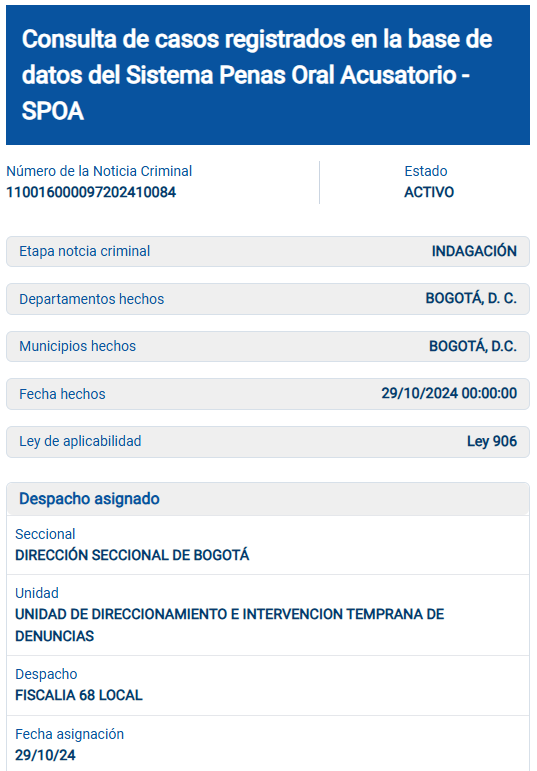 Consulta de casos registrados en la base de
datos del Sistema Penas Oral Acusatorio -
SPOA
Número de la Noticia Criminal
110016000097202410084
Estado
ACTIVO
Etapa notcia criminal
INDAGACIÓN
Departamentos hechos
BOGOTÁ, D. C.
Municipios hechos
BOGOTÁ, D.C.
Fecha hechos
29/10/2024 00:00:00
Ley de aplicabilidad
Ley 906
Despacho asignado
Seccional
DIRECCIÓN SECCIONAL DE BOGOTÁ
Unidad
UNIDAD DE DIRECCIONAMIENTO E INTERVENCION TEMPRANA DE
DENUNCIAS
Despacho
FISCALIA 68 LOCAL
Fecha asignación
29/10/24